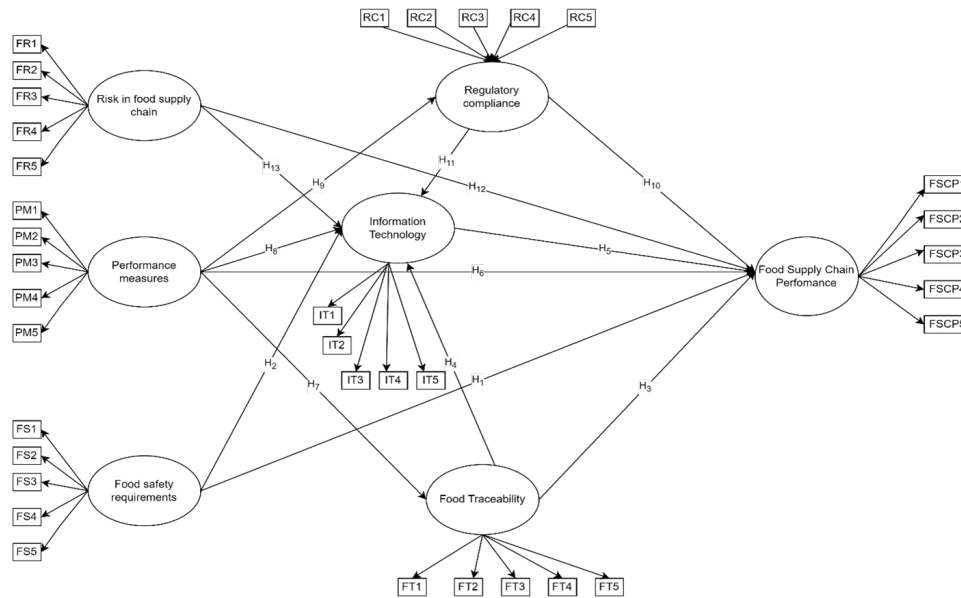 RC1 RC2 RC3 RC4 RC5
FR1
FR2
FR3
FR4
FR5
Risk in food supply
chain
Regulatory
compliance
H13
H9
H11
H12
H10
PM1
PM2
PM3
PM4
PM5
Performance
measures
Information
Technology
H8
H5
H6
Food Supply Chain
Perfomance
FSCP1
FSCP2
FSCP3
FSCP4
FSCP5
IT1
IT2
IT3 IT4 IT5
H2
H7
H4
H1
H3
FS1
FS2
FS3
FS4
FS5
Food safety
requirements
Food Traceability
FT1 FT2 FT3 FT4 FT5